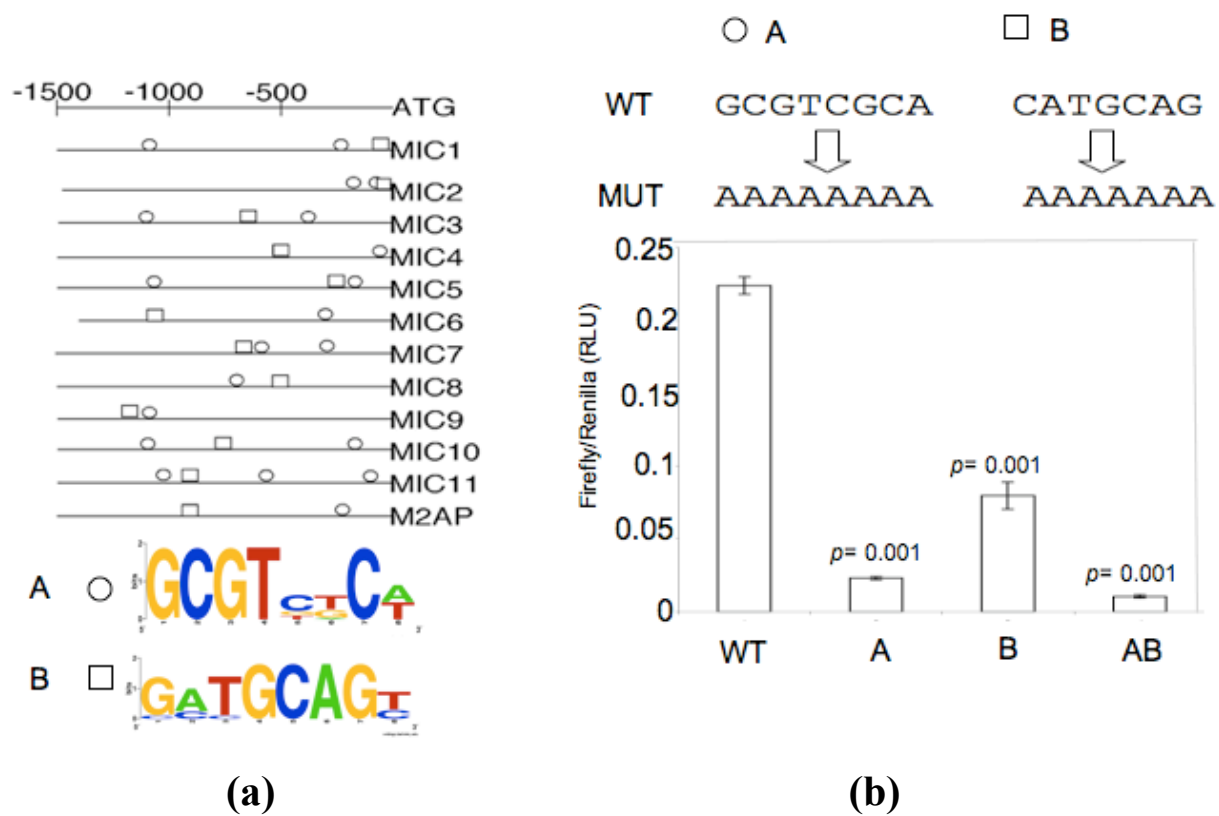 -1500 -1000 -500
ATG
MIC1
MIC2
MIC3
MIC4
MIC5
MIC6
MIC7
MIC8
MIC9
MIC10
MIC11
M2AP
A
B
(a)
A B
WT GCGTCGCA CATGCAG
MUT AAAAAAAA AAAAAAA
Firefly/Renilla (RLU)
0.25
0.2
0.15
0.1
0.05
0
p= 0.001
p= 0.001
p= 0.001
WT A B AB
(b)